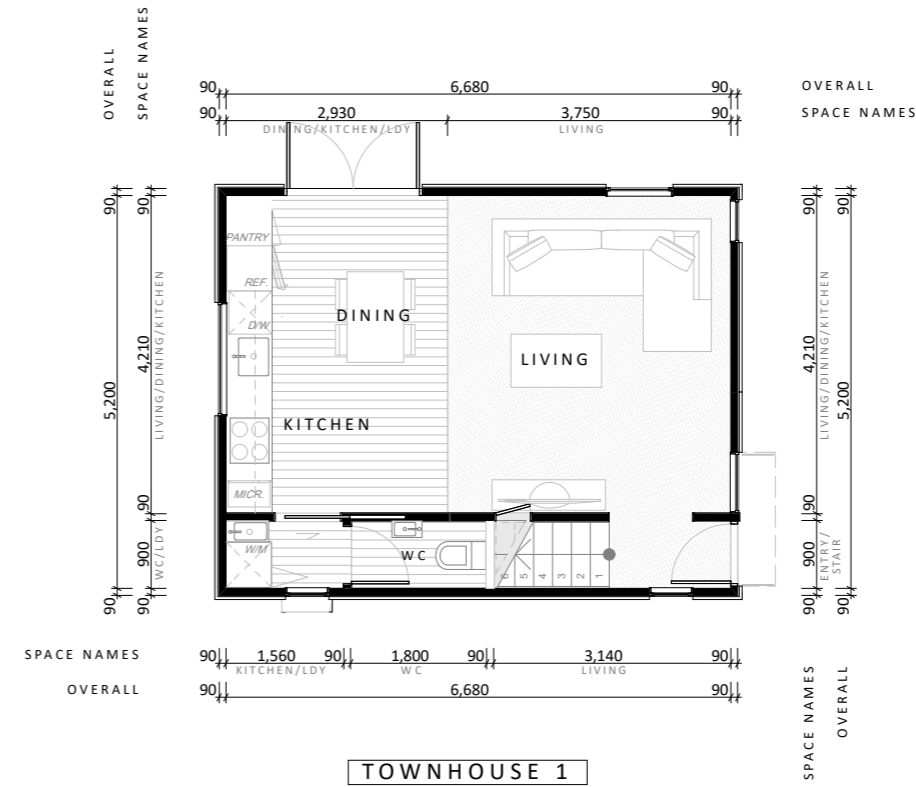 OVERALL
SPACE NAMES
90 6,680 90
OVERALL
90 2,930 3,750 90
SPACE NAMES
DINING/KITCHEN/LDY LIVING
90
5,200
90
90
4,210
90
900
90
LIVING/DINING/KITCHEN
WC/LDY
PANTRY
REF.
D/W
MICR.
DINING
LIVING
KITCHEN
W/M
WC
6 5 4 3 2 1
90
4,210
90
900
90
LIVING/DINING/KITCHEN
ENTRY/
STAIR
90
5,200
90
SPACE NAMES
90 1,560 90 1,800 90 3,140 90
KITCHEN/LDY WC LIVING
OVERALL
90 6,680 90
SPACE NAMES
OVERALL
TOWNHOUSE 1